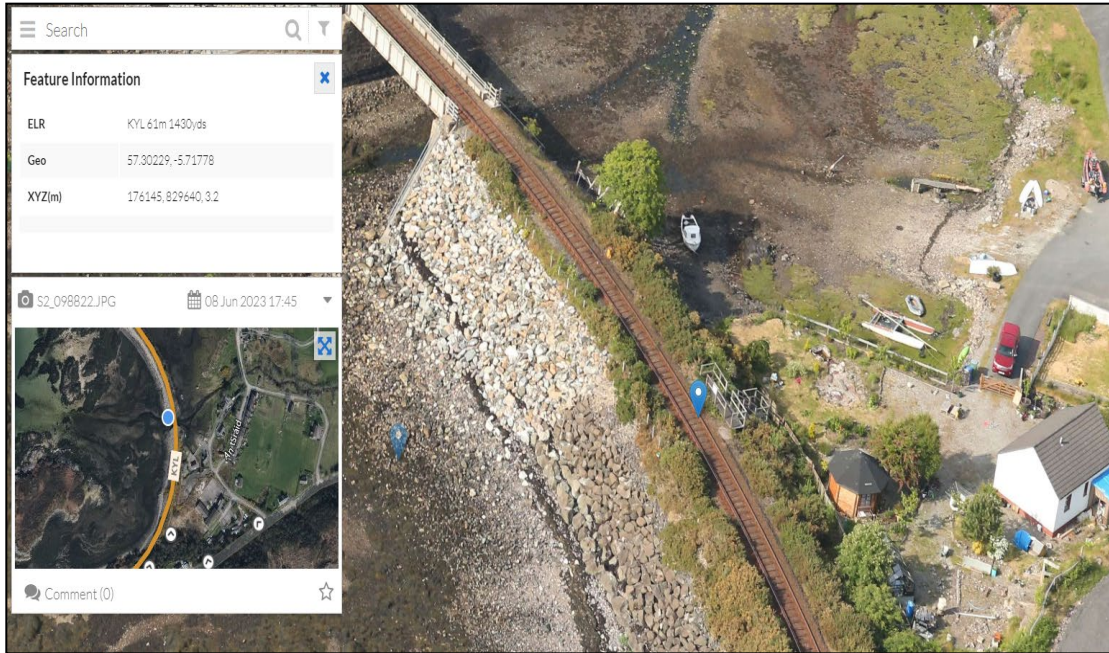 Search
Feature Information
ELR KYL 61m 1430yds
Geo 57.30229, -5.71778
XYZ(m) 176145, 829640, 3.2
S2_098822.JPG 08 Jun 2023 17:45
KYL
Comment (0)